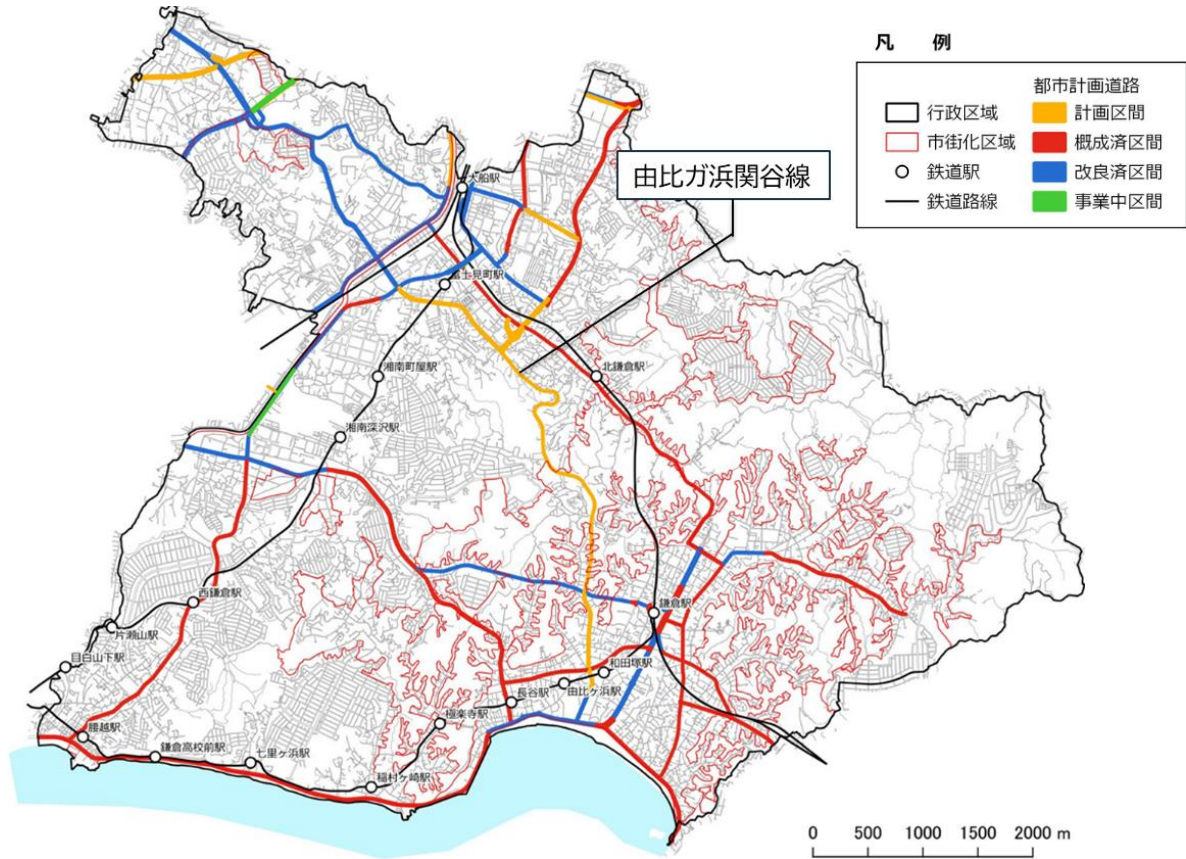 凡 例
都市計画道路
行政区域
計画区間
市街化区域
概成済区間
鉄道駅
改良済区間
鉄道路線
事業中区間
由比ガ浜関谷線
大船駅
富士見町駅
湘南町屋駅
北鎌倉駅
湘南深沢駅
西鎌倉駅
鎌倉駅
片瀬山駅
目白山下駅
和田塚駅
由比ヶ浜駅
長谷駅
極楽寺駅
腰越駅
鎌倉高校前駅
七里ヶ浜駅
稲村ヶ崎駅
0 500 1000 1500 2000 m